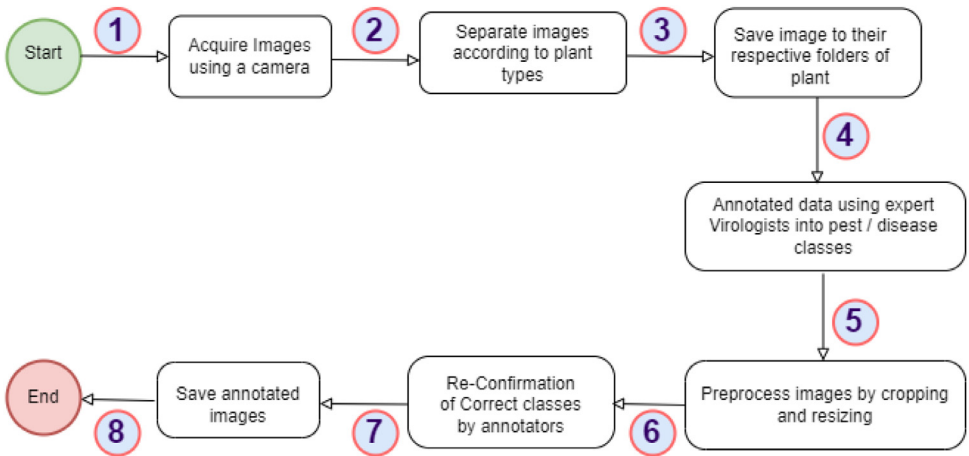 Start
1
Acquire Images
using a camera
2
Separate images
according to plant
types
3
Save image to their
respective folders of
plant
4
Annotated data using expert
Virologists into pest / disease
classes
5
Preprocess images by cropping
and resizing
6
Re-Confirmation
of Correct classes
by annotators
7
Save annotated
images
8
End